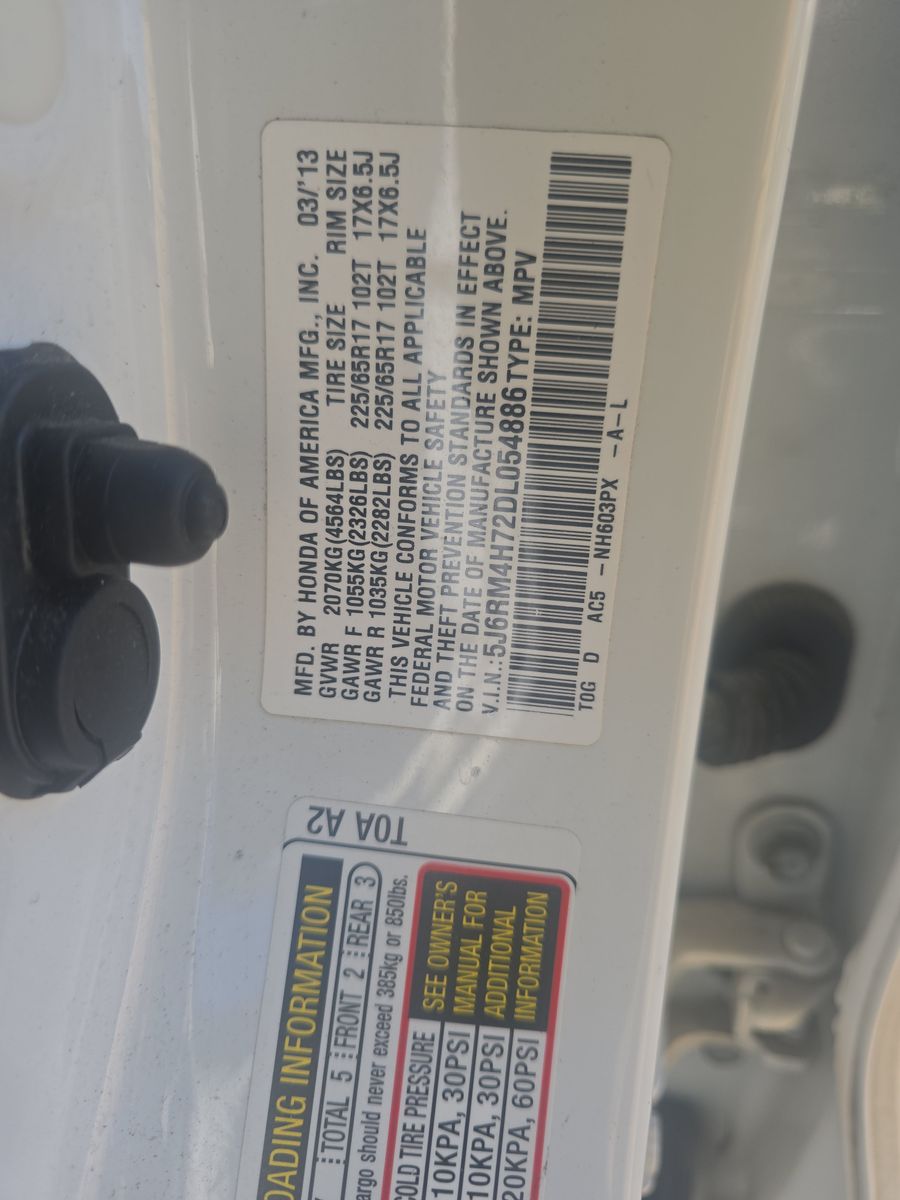 MFD. BY HONDA OF AMERICA MFG., INC. 03/'13
GVWR 2070KG(4564LBS) TIRE SIZE RIM SIZE
GAWR F 1055KG(2326LBS) 225/65R17 102T 17X6.5J
GAWR R 1035KG(2282LBS) 225/65R17 102T 17X6.5J
THIS VEHICLE CONFORMS TO ALL APPLICABLE
FEDERAL MOTOR VEHICLE SAFETY
AND THEFT PREVENTION STANDARDS IN EFFECT
ON THE DATE OF MANUFACTURE SHOWN ABOVE.
V.I.N.:5J6RM4H72DL054886 TYPE: MPV
T0G D AC5 -NH603PX -A-L
T0A A2
OADING INFORMATION
TOTAL 5 FRONT 2 REAR 3
argo should never exceed 385kg or 850lbs.
COLD TIRE PRESSURE
10KPA, 30PSI
10KPA, 30PSI
20KPA, 60PSI
SEE OWNER'S
MANUAL FOR
ADDITIONAL
INFORMATION